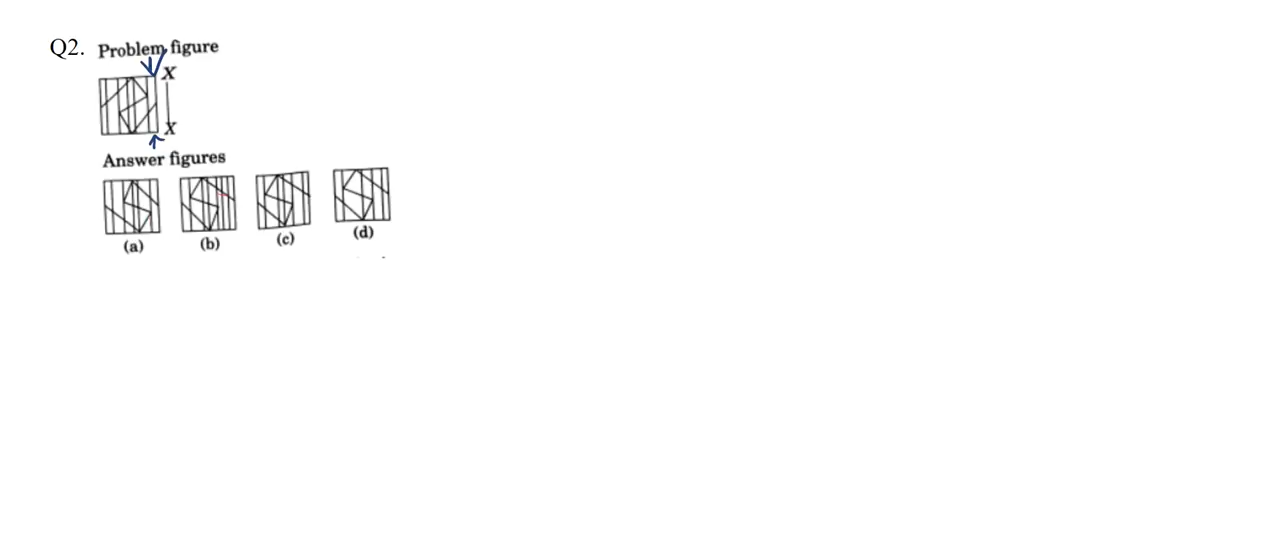 Q2. Problem figure
X
X
Answer figures
(a) (b) (c) (d)